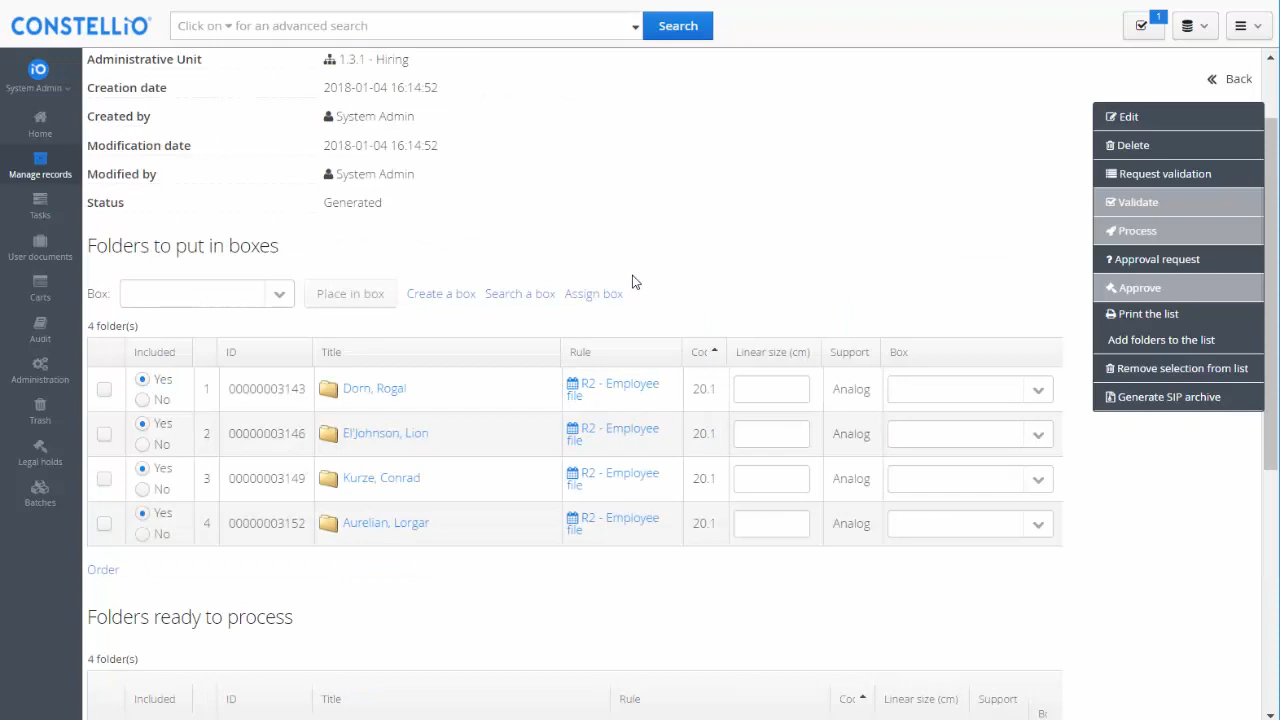 CONSTELLiO
Click on ▾ for an advanced search
Search
1
System Admin
Home
Manage records
Tasks
User documents
Carts
Audit
Administration
Trash
Legal holds
Batches
Administrative Unit 1.3.1 - Hiring
Creation date 2018-01-04 16:14:52
Created by System Admin
Modification date 2018-01-04 16:14:52
Modified by System Admin
Status Generated
« Back
Edit
Delete
Request validation
Validate
Process
? Approval request
Approve
Print the list
Add folders to the list
Remove selection from list
Generate SIP archive
Folders to put in boxes
Box: Place in box Create a box Search a box Assign box
4 folder(s)
Included ID Title Rule Coc Linear size (cm) Support Box
Yes No 1 00000003143 Dorn, Rogal R2 - Employee file 20.1 Analog
Yes No 2 00000003146 El'Johnson, Lion R2 - Employee file 20.1 Analog
Yes No 3 00000003149 Kurze, Conrad R2 - Employee file 20.1 Analog
Yes No 4 00000003152 Aurelian, Lorgar R2 - Employee file 20.1 Analog
Order
Folders ready to process
4 folder(s)
Included ID Title Rule Coc Linear size (cm) Support